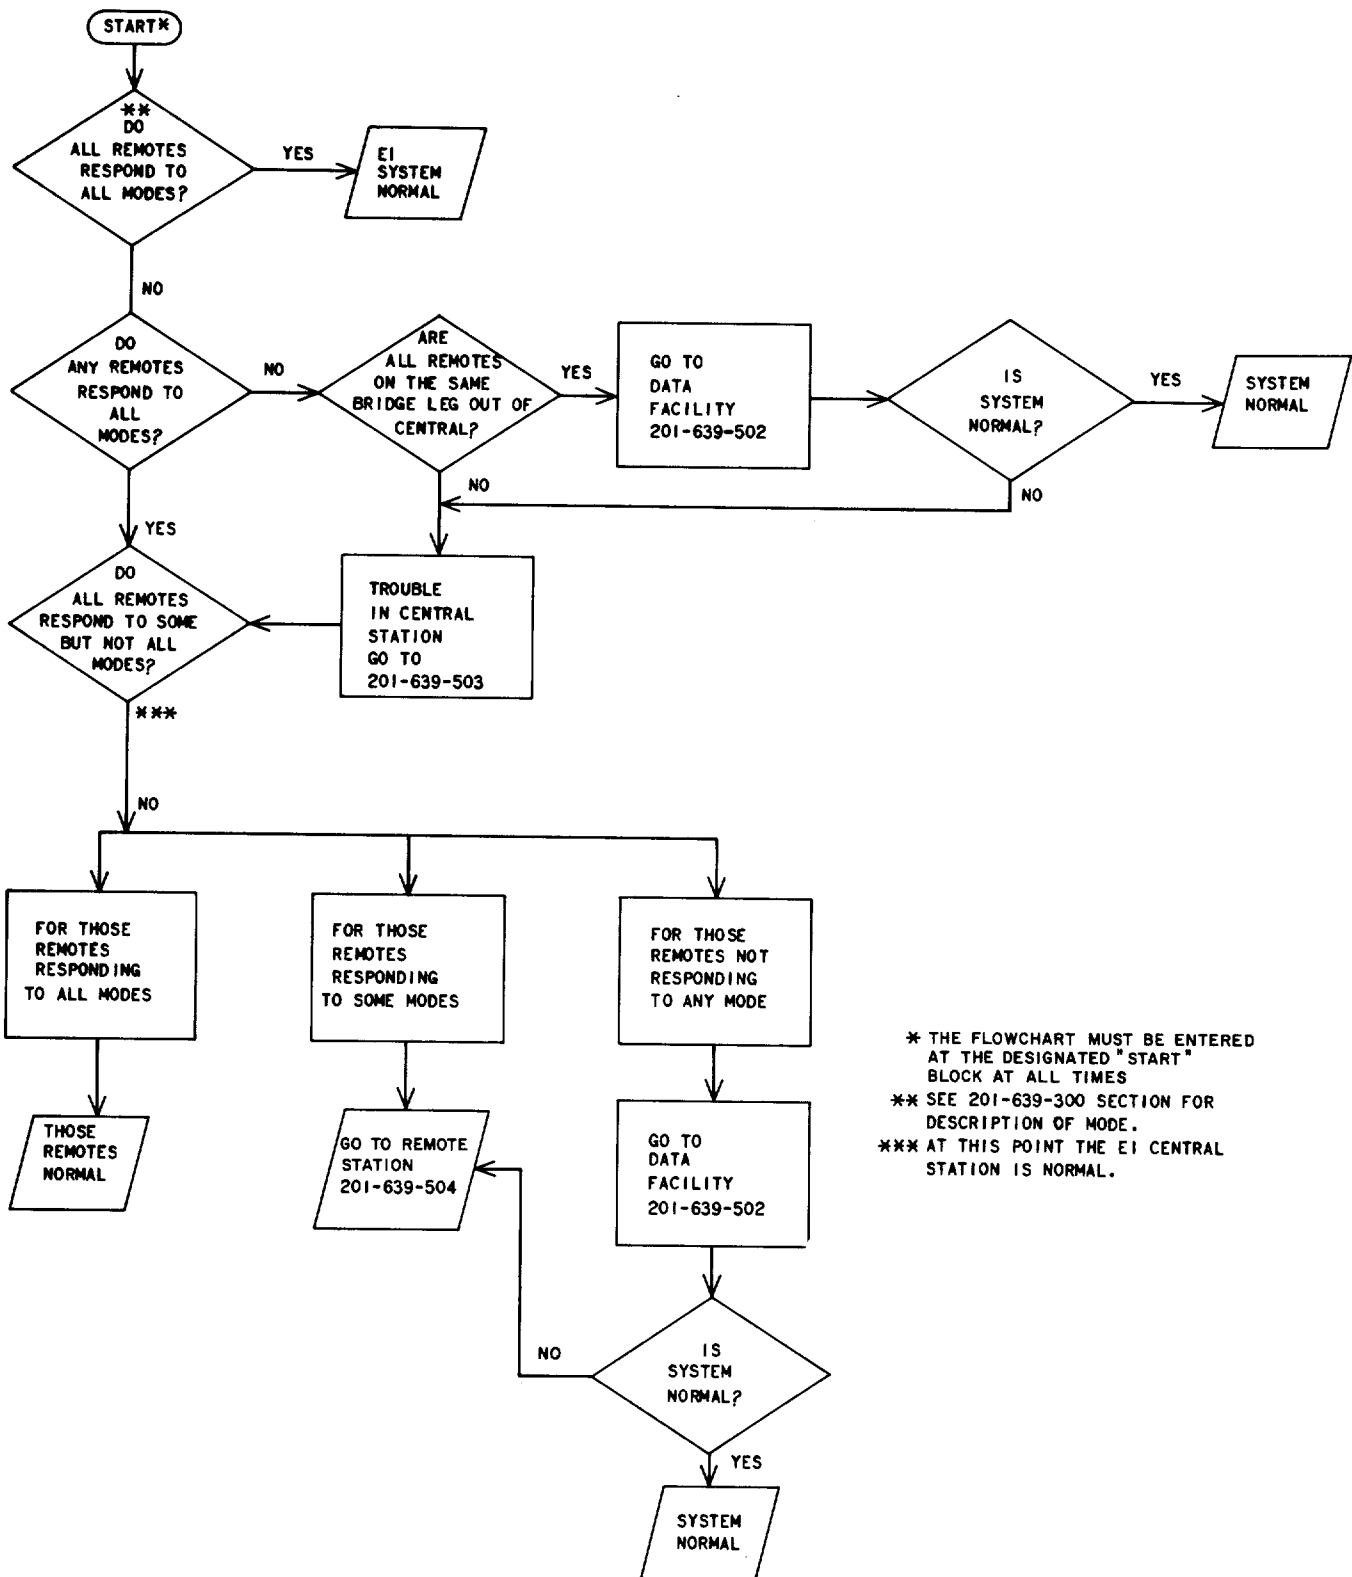 START*
**
DO
ALL REMOTES
RESPOND TO
ALL MODES?
YES
E1
SYSTEM
NORMAL
NO
DO
ANY REMOTES
RESPOND TO
ALL
MODES?
NO
ARE
ALL REMOTES
ON THE SAME
BRIDGE LEG OUT OF
CENTRAL?
YES
GO TO
DATA
FACILITY
201-639-502
IS
SYSTEM
NORMAL?
YES
SYSTEM
NORMAL
NO
NO
YES
DO
ALL REMOTES
RESPOND TO SOME
BUT NOT ALL
MODES?
***
TROUBLE
IN CENTRAL
STATION
GO TO
201-639-503
NO
FOR THOSE
REMOTES
RESPONDING
TO ALL MODES
FOR THOSE
REMOTES
RESPONDING
TO SOME MODES
FOR THOSE
REMOTES NOT
RESPONDING
TO ANY MODE
THOSE
REMOTES
NORMAL
GO TO REMOTE
STATION
201-639-504
GO TO
DATA
FACILITY
201-639-502
* THE FLOWCHART MUST BE ENTERED
AT THE DESIGNATED "START"
BLOCK AT ALL TIMES
** SEE 201-639-300 SECTION FOR
DESCRIPTION OF MODE.
*** AT THIS POINT THE E1 CENTRAL
STATION IS NORMAL.
IS
SYSTEM
NORMAL?
NO
YES
SYSTEM
NORMAL